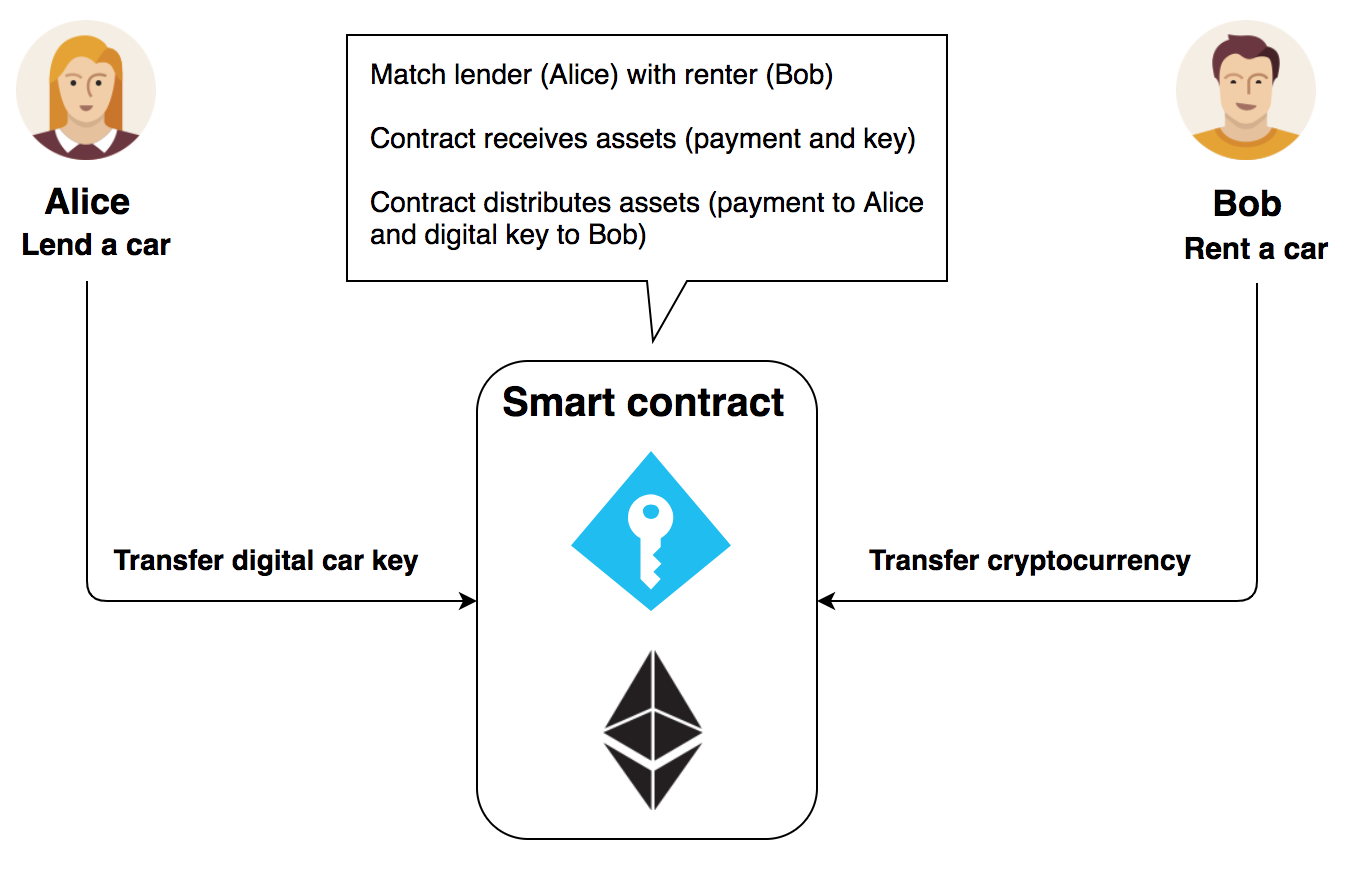 Match lender (Alice) with renter (Bob)
Contract receives assets (payment and key)
Contract distributes assets (payment to Alice
and digital key to Bob)
Alice
Lend a car
Bob
Rent a car
Smart contract
Transfer digital car key
Transfer cryptocurrency